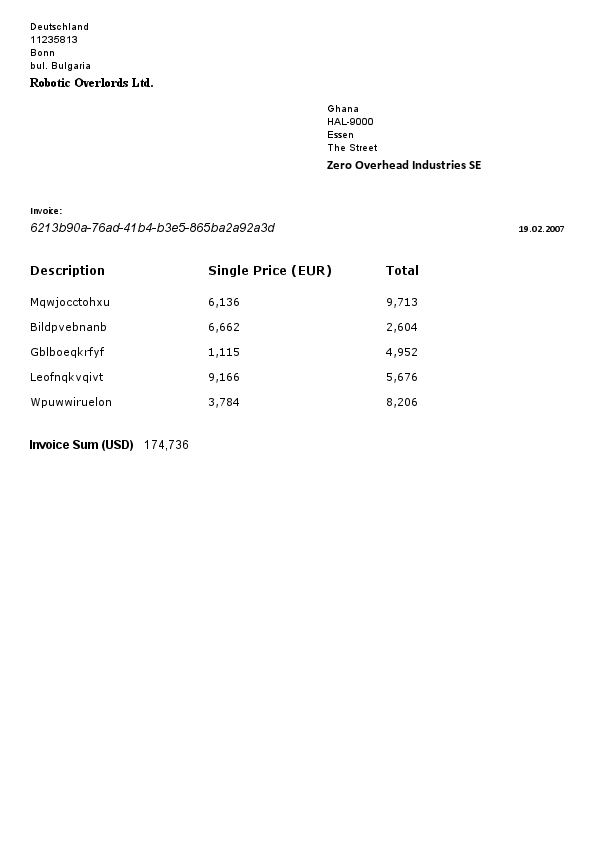 Deutschland
11235813
Bonn
bul. Bulgaria
Robotic Overlords Ltd.
Ghana
HAL-9000
Essen
The Street
Zero Overhead Industries SE
Invoice:
6213b90a-76ad-41b4-b3e5-865ba2a92a3d 19.02.2007
Description Single Price (EUR) Total
Mqwjocctohxu 6,136 9,713
Bildpvebnanb 6,662 2,604
Gblboeqkrfyf 1,115 4,952
Leofnqkvqivt 9,166 5,676
Wpuwwiruelon 3,784 8,206
Invoice Sum (USD) 174,736